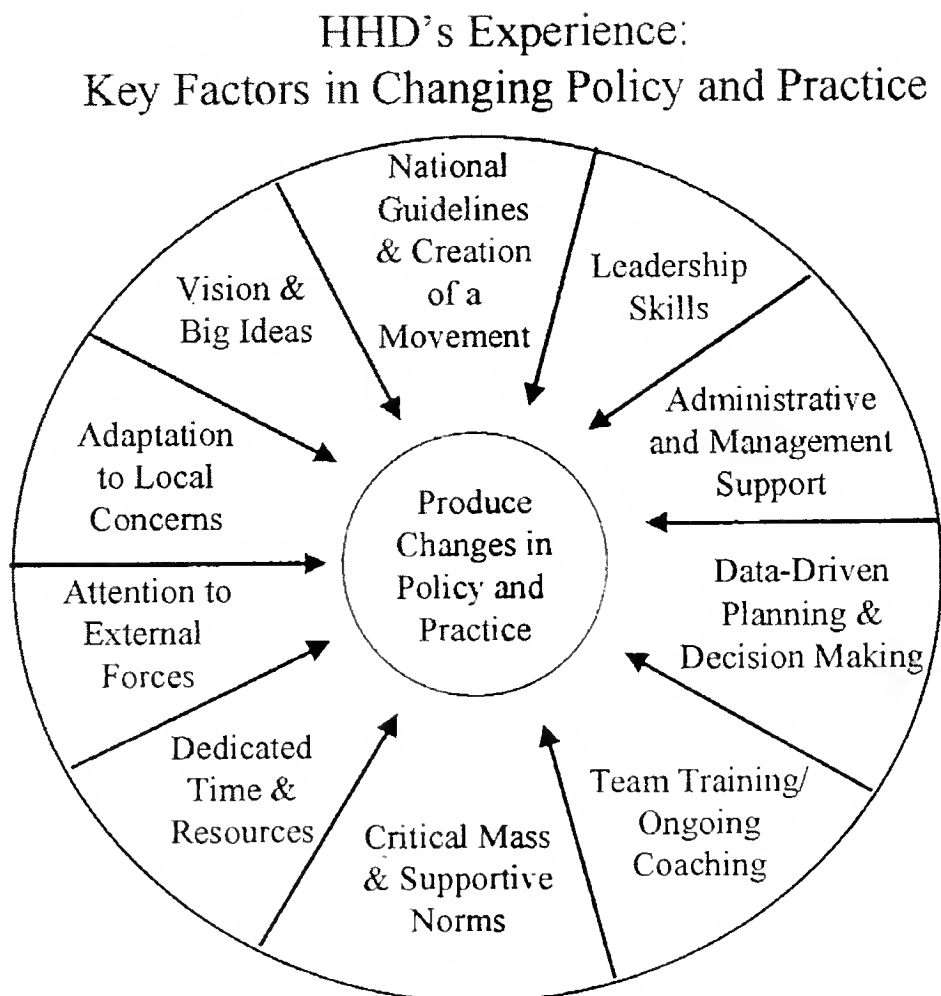 HHD's Experience:
Key Factors in Changing Policy and Practice
National
Guidelines
& Creation
of a
Movement
Leadership
Skills
Administrative
and Management
Support
Data-Driven
Planning &
Decision Making
Team Training/
Ongoing
Coaching
Critical Mass
& Supportive
Norms
Dedicated
Time &
Resources
Attention to
External
Forces
Adaptation
to Local
Concerns
Vision &
Big Ideas
Produce
Changes in
Policy and
Practice